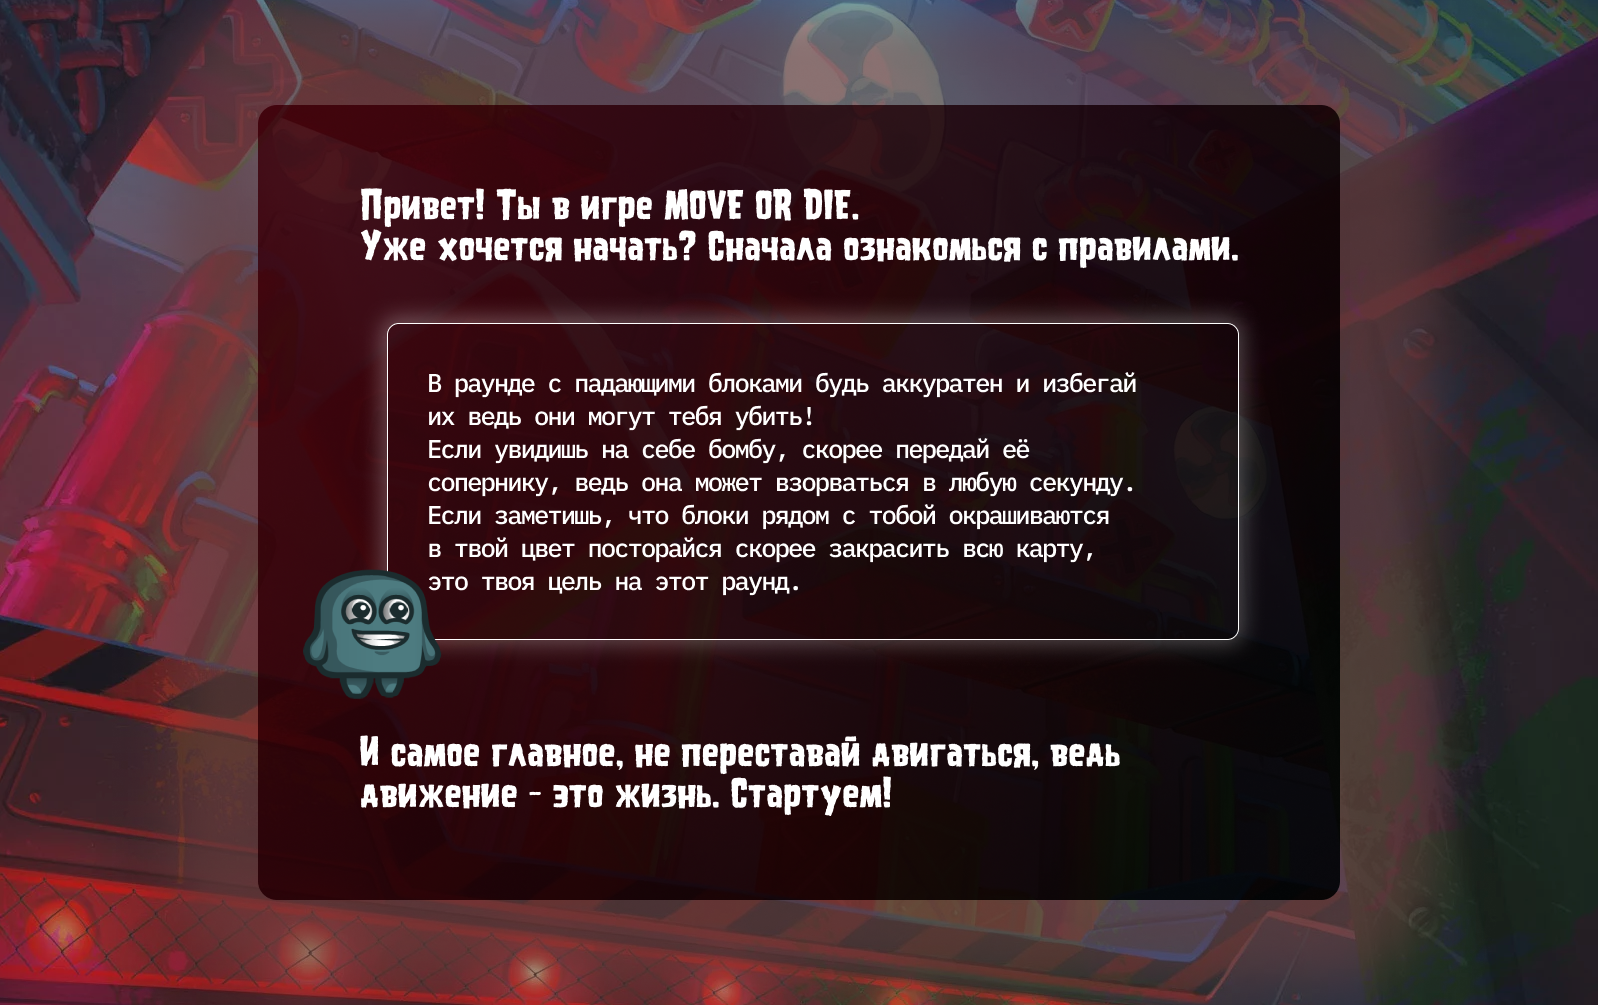 Привет! Ты в игре MOVE OR DIE.
Уже хочется начать? Сначала ознакомься с правилами.
В раунде с падающими блоками будь аккуратен и избегай
их ведь они могут тебя убить!
Если увидишь на себе бомбу, скорее передай её
сопернику, ведь она может взорваться в любую секунду.
Если заметишь, что блоки рядом с тобой окрашиваются
в твой цвет посторайся скорее закрасить всю карту,
это твоя цель на этот раунд.
И самое главное, не переставай двигаться, ведь
движение - это жизнь. Стартуем!